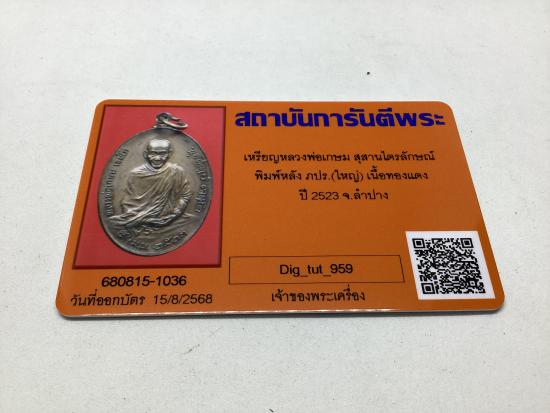 สถาบันการันตีพระ
เหรียญหลวงพ่อเกษม สุสานไตรลักษณ์
พิมพ์หลัง ภปร.(ใหญ่) เนื้อทองแดง
ปี 2523 จ.ลำปาง
Dig_tut_959
เจ้าของพระเครื่อง
680815-1036
วันที่ออกบัตร 15/8/2568